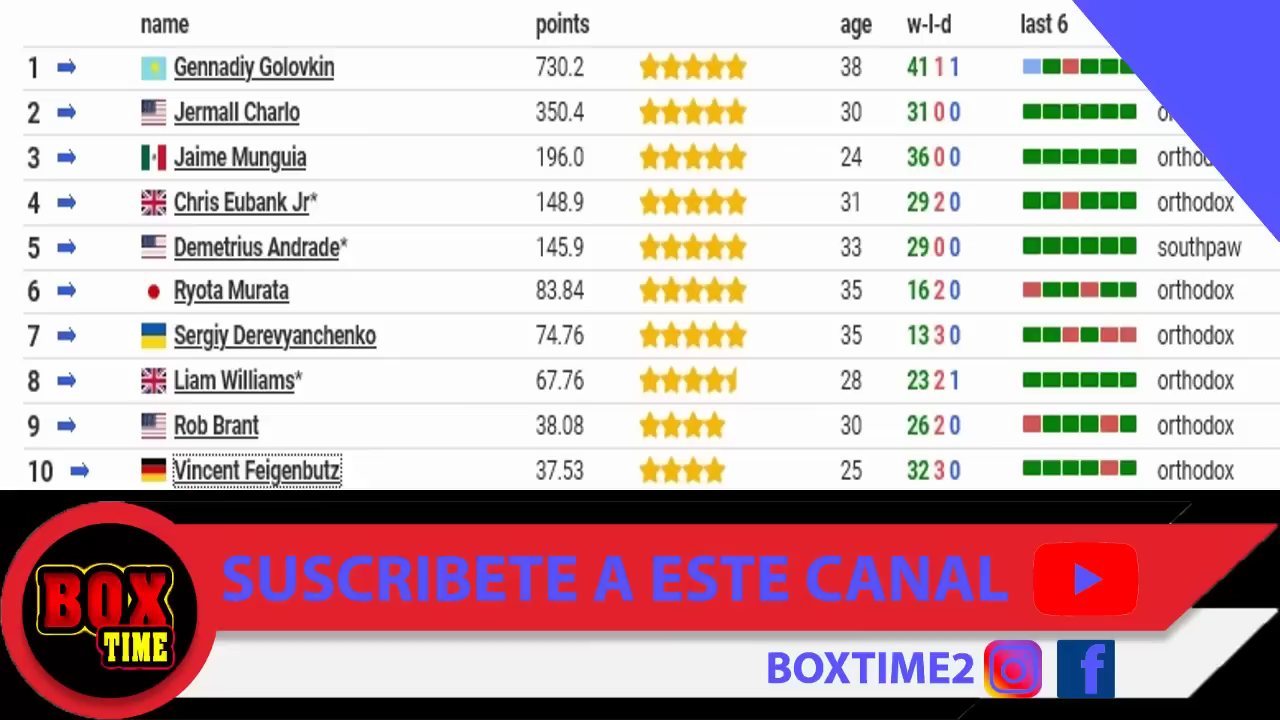 name points age w-l-d last 6
1 Gennadiy Golovkin 730.2 38 41 1 1
2 Jermall Charlo 350.4 30 31 0 0
3 Jaime Munguia 196.0 24 36 0 0
4 Chris Eubank Jr* 148.9 31 29 2 0 orthodox
5 Demetrius Andrade* 145.9 33 29 0 0 southpaw
6 Ryota Murata 83.84 35 16 2 0 orthodox
7 Sergiy Derevyanchenko 74.76 35 13 3 0 orthodox
8 Liam Williams* 67.76 28 23 2 1 orthodox
9 Rob Brant 38.08 30 26 2 0 orthodox
10 Vincent Feigenbutz 37.53 25 32 3 0 orthodox
SUSCRIBETE A ESTE CANAL
BOX
TIME
BOXTIME2